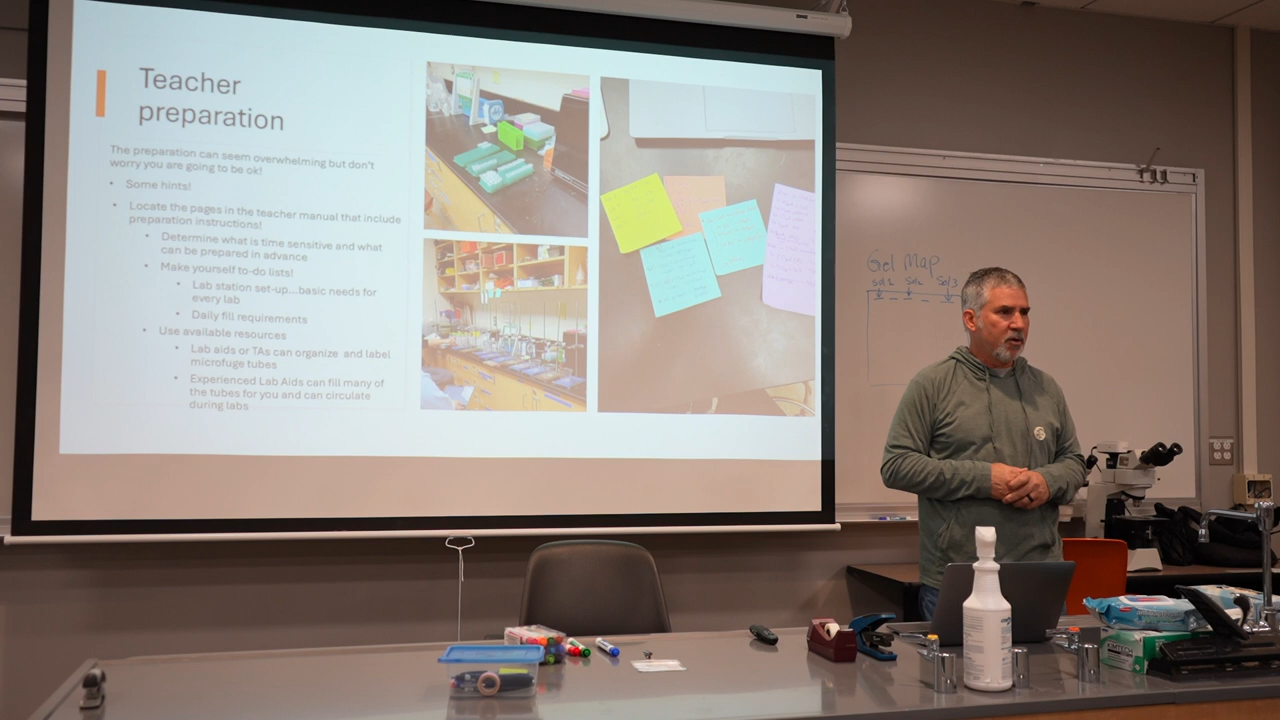 Teacher
preparation
The preparation can seem overwhelming but don't
worry you are going to be ok!
• Some hints!
• Locate the pages in the teacher manual that include
preparation instructions!
• Determine what is time sensitive and what
can be prepared in advance
• Make yourself to-do lists!
• Lab station set-up...basic needs for
every lab
• Daily fill requirements
• Use available resources
• Lab aids or TAs can organize and label
microfuge tubes
• Experienced Lab Aids can fill many of
the tubes for you and can circulate
during labs
Gel Map
KIMTECH